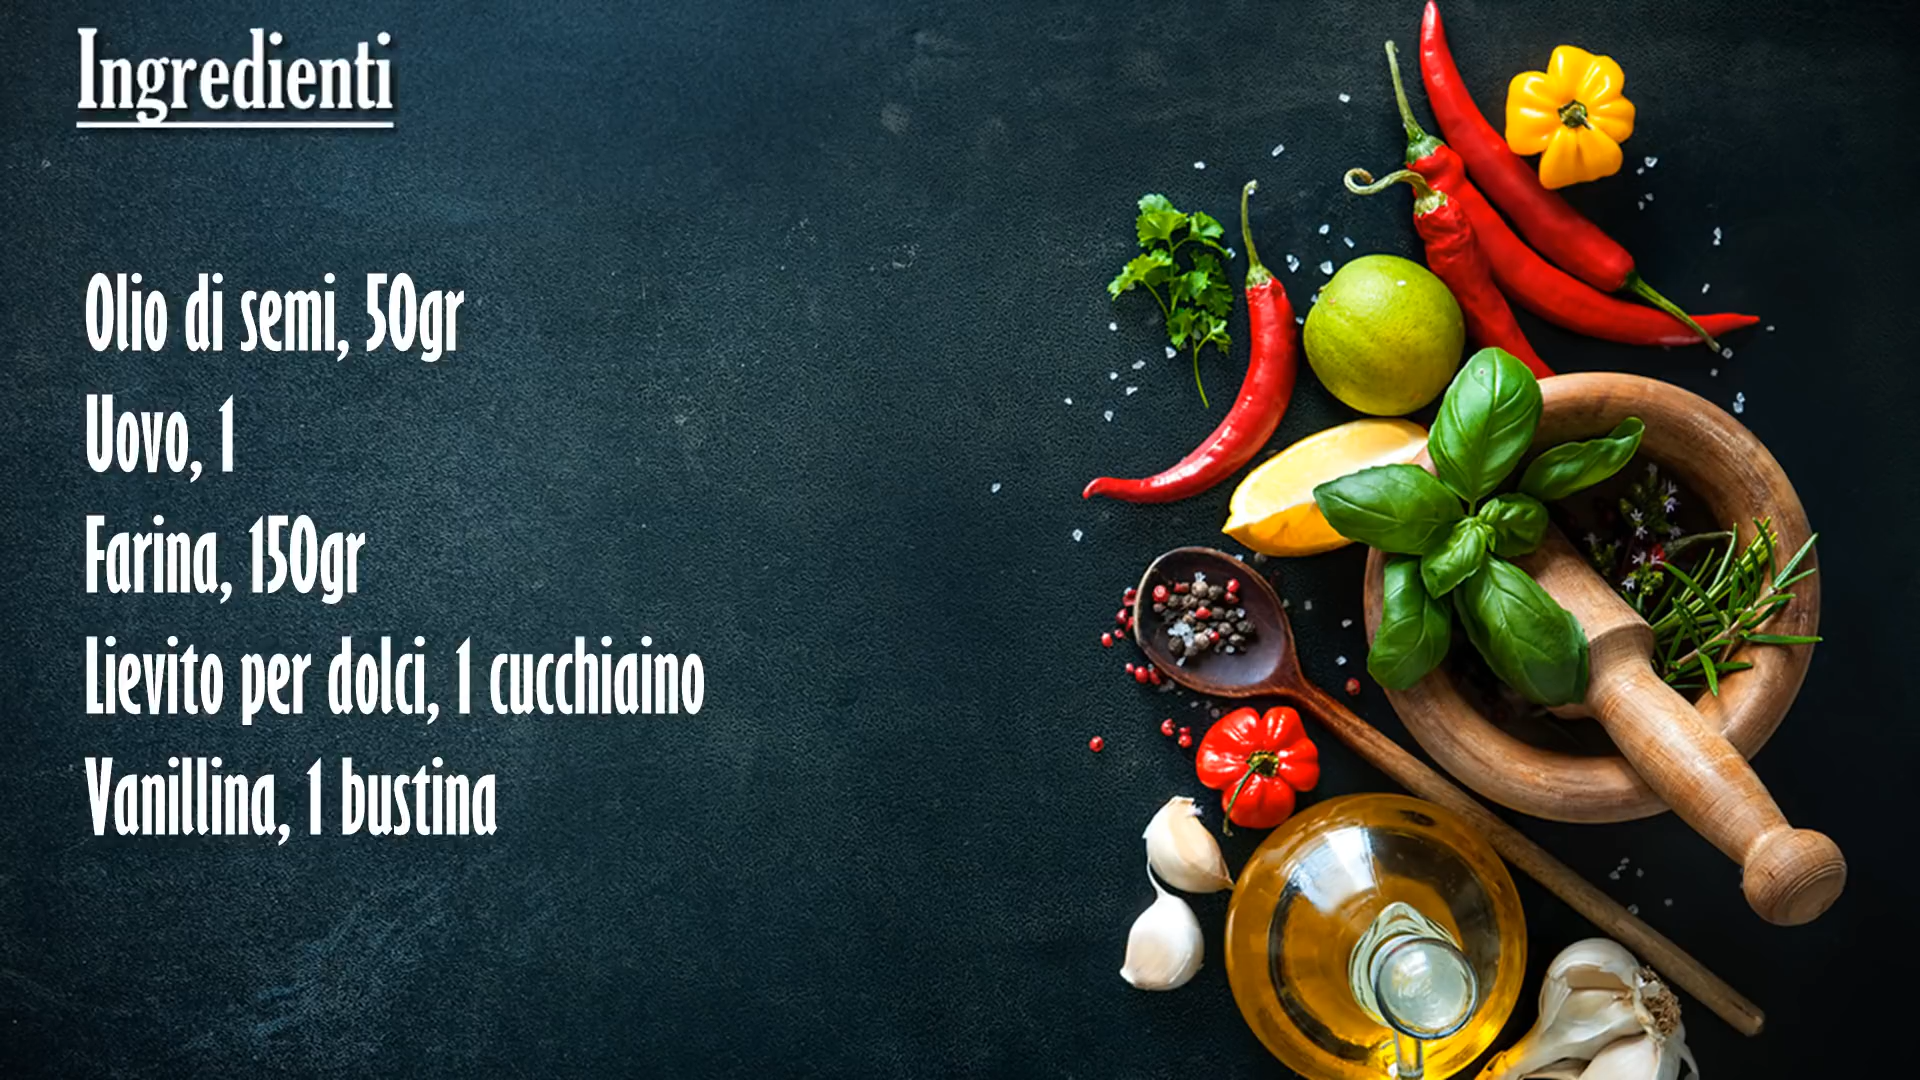 Ingredienti
Olio di semi, 50gr
Uovo, 1
Farina, 150gr
Lievito per dolci, 1 cucchiaino
Vanillina, 1 bustina